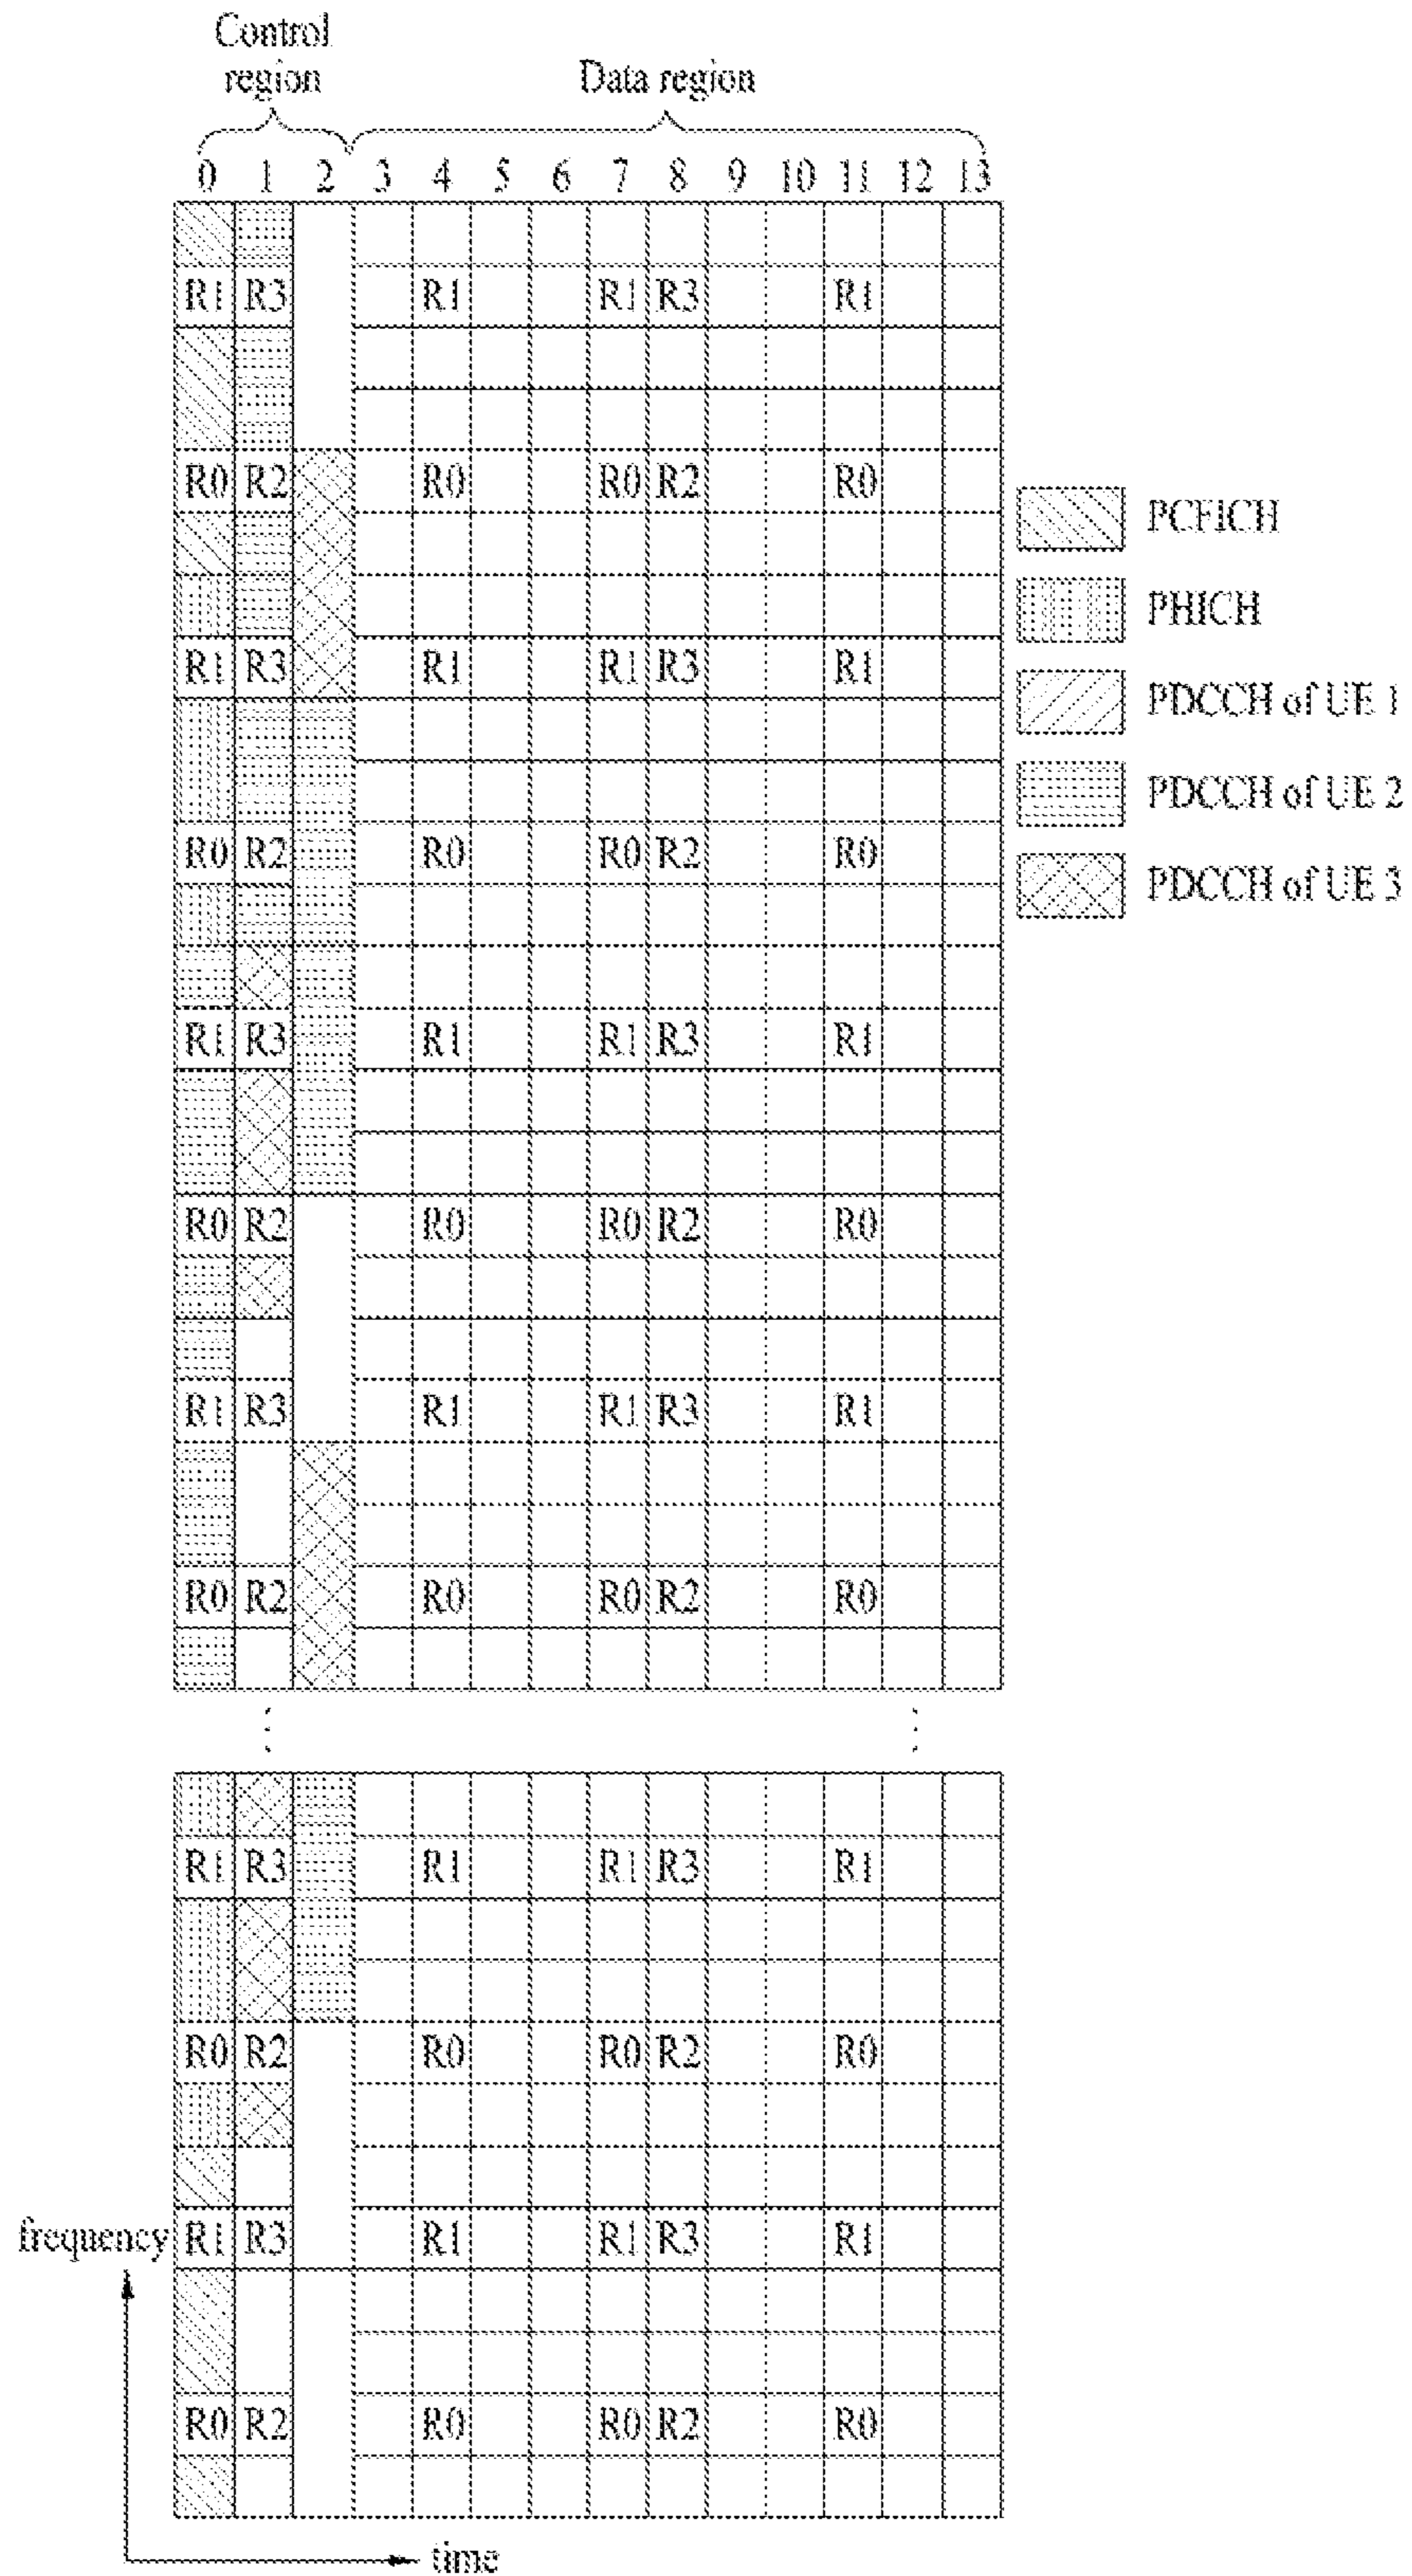 Control
region
Data region
0 1 2 3 4 5 6 7 8 9 10 11 12 13
R1 R3 R1 R1 R3 R1
R0 R2 R0 R0 R2 R0
PCFICH
PHICH
R1 R3 R1 R1 R3 R1
PDCCH of UE 1
PDCCH of UE 2
R0 R2 R0 R0 R2 R0
PDCCH of UE 3
R1 R3 R1 R1 R3 R1
R0 R2 R0 R0 R2 R0
R1 R3 R1 R1 R3 R1
R0 R2 R0 R0 R2 R0
R1 R3 R1 R1 R3 R1
R0 R2 R0 R0 R2 R0
frequency R1 R3 R1 R1 R3 R1
R0 R2 R0 R0 R2 R0
time